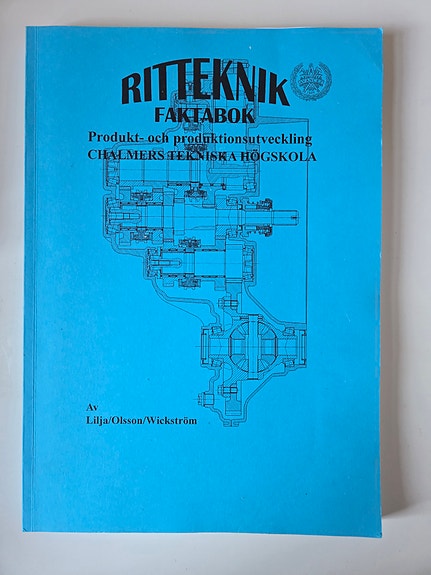 RITTEKNIK
FAKTABOK
Produkt- och produktionsutveckling
CHALMERS TEKNISKA HÖGSKOLA
Av
Lilja/Olsson/Wickström